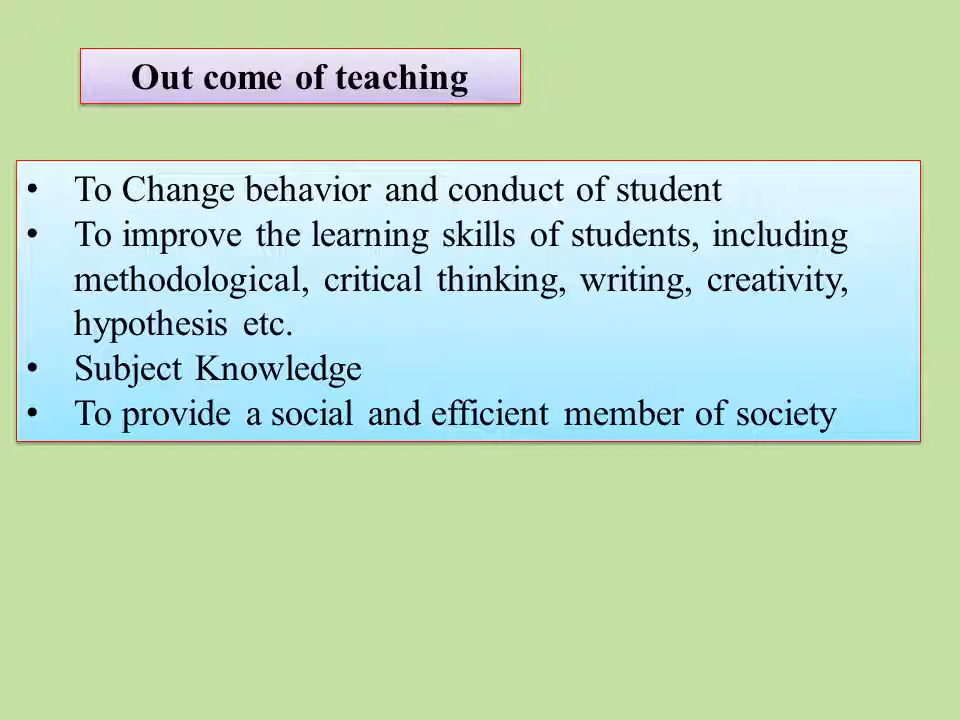 Out come of teaching
• To Change behavior and conduct of student
• To improve the learning skills of students, including
methodological, critical thinking, writing, creativity,
hypothesis etc.
• Subject Knowledge
• To provide a social and efficient member of society